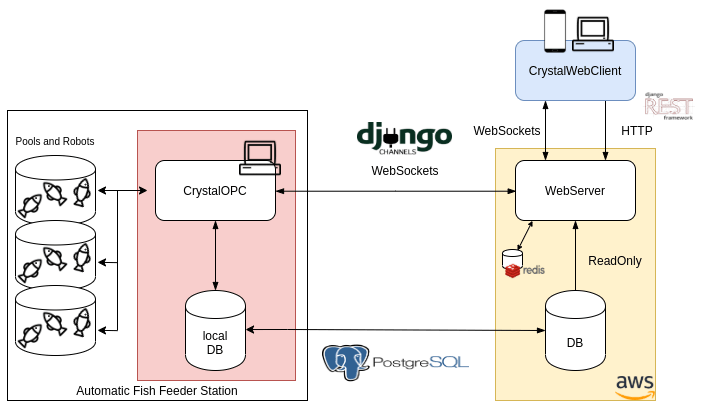 CrystalWebClient
django
REST
framework
WebSockets
HTTP
django
CHANNELS
WebSockets
Pools and Robots
CrystalOPC
WebServer
redis
ReadOnly
local
DB
DB
PostgreSQL
Automatic Fish Feeder Station
aws